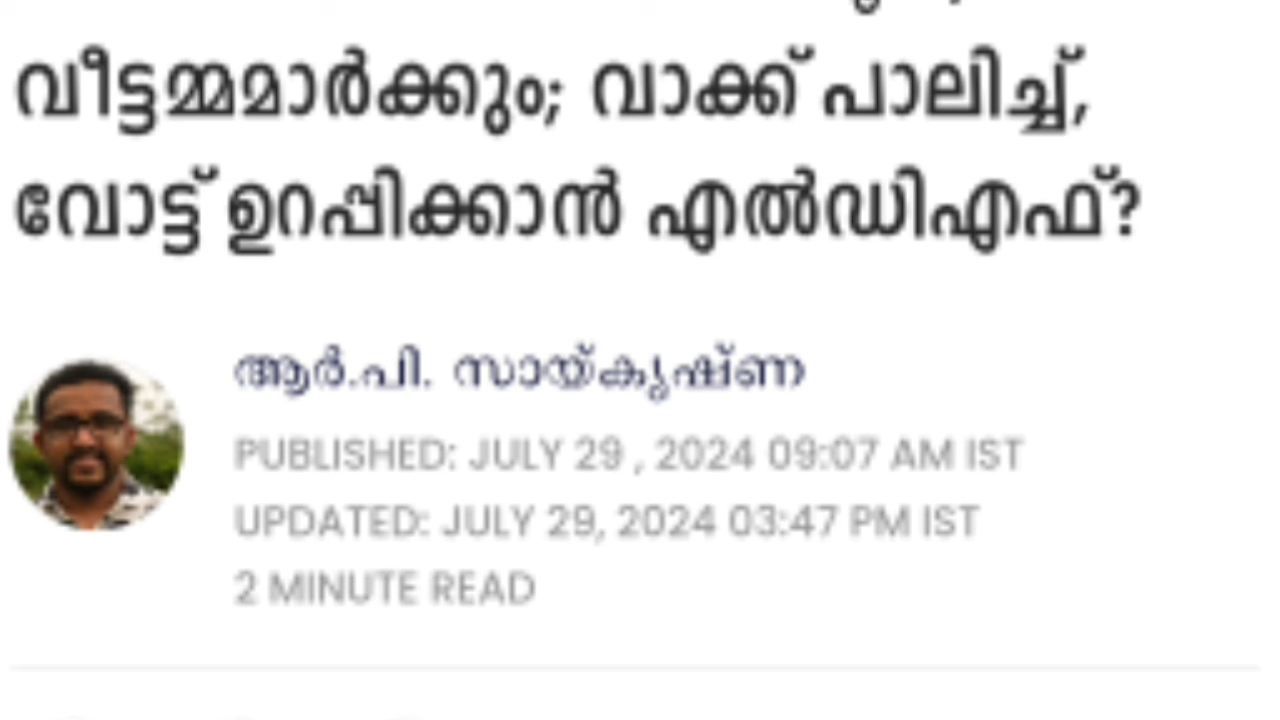 വീട്ടമ്മമാർക്കും; വാക്ക് പാലിച്ച്,
വോട്ട് ഉറപ്പിക്കാൻ എൽഡിഎഫ്?
ആർ.പി. സായ്കൃഷ്ണ
PUBLISHED: JULY 29 , 2024 09:07 AM IST
UPDATED: JULY 29, 2024 03:47 PM IST
2 MINUTE READ